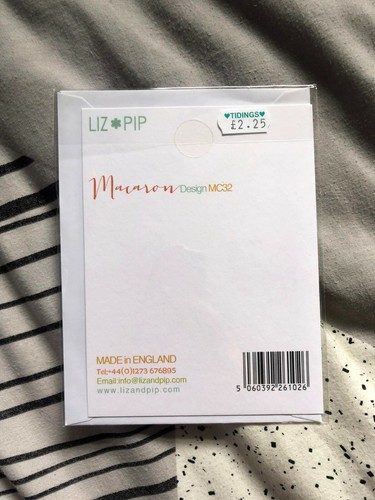 LIZ✷PIP
♥TIDINGS♥
£2.25
Macaron Design MC32
MADE in ENGLAND
Tel:+44(0)1273 676895
Email:info@lizandpip.com
www.lizandpip.com
5 060392 261026